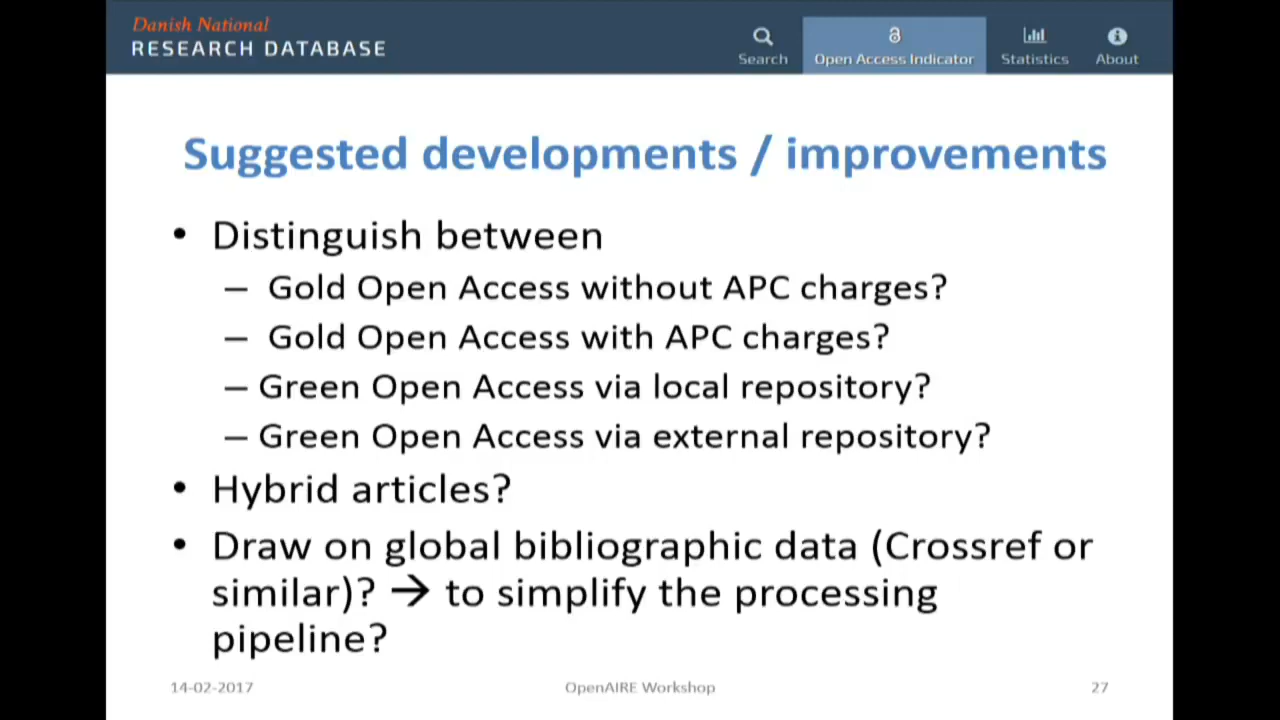 Danish National
RESEARCH DATABASE
Search
Open Access Indicator
Statistics
About
Suggested developments / improvements
• Distinguish between
– Gold Open Access without APC charges?
– Gold Open Access with APC charges?
– Green Open Access via local repository?
– Green Open Access via external repository?
• Hybrid articles?
• Draw on global bibliographic data (Crossref or
similar)? → to simplify the processing
pipeline?
14-02-2017
OpenAIRE Workshop
27